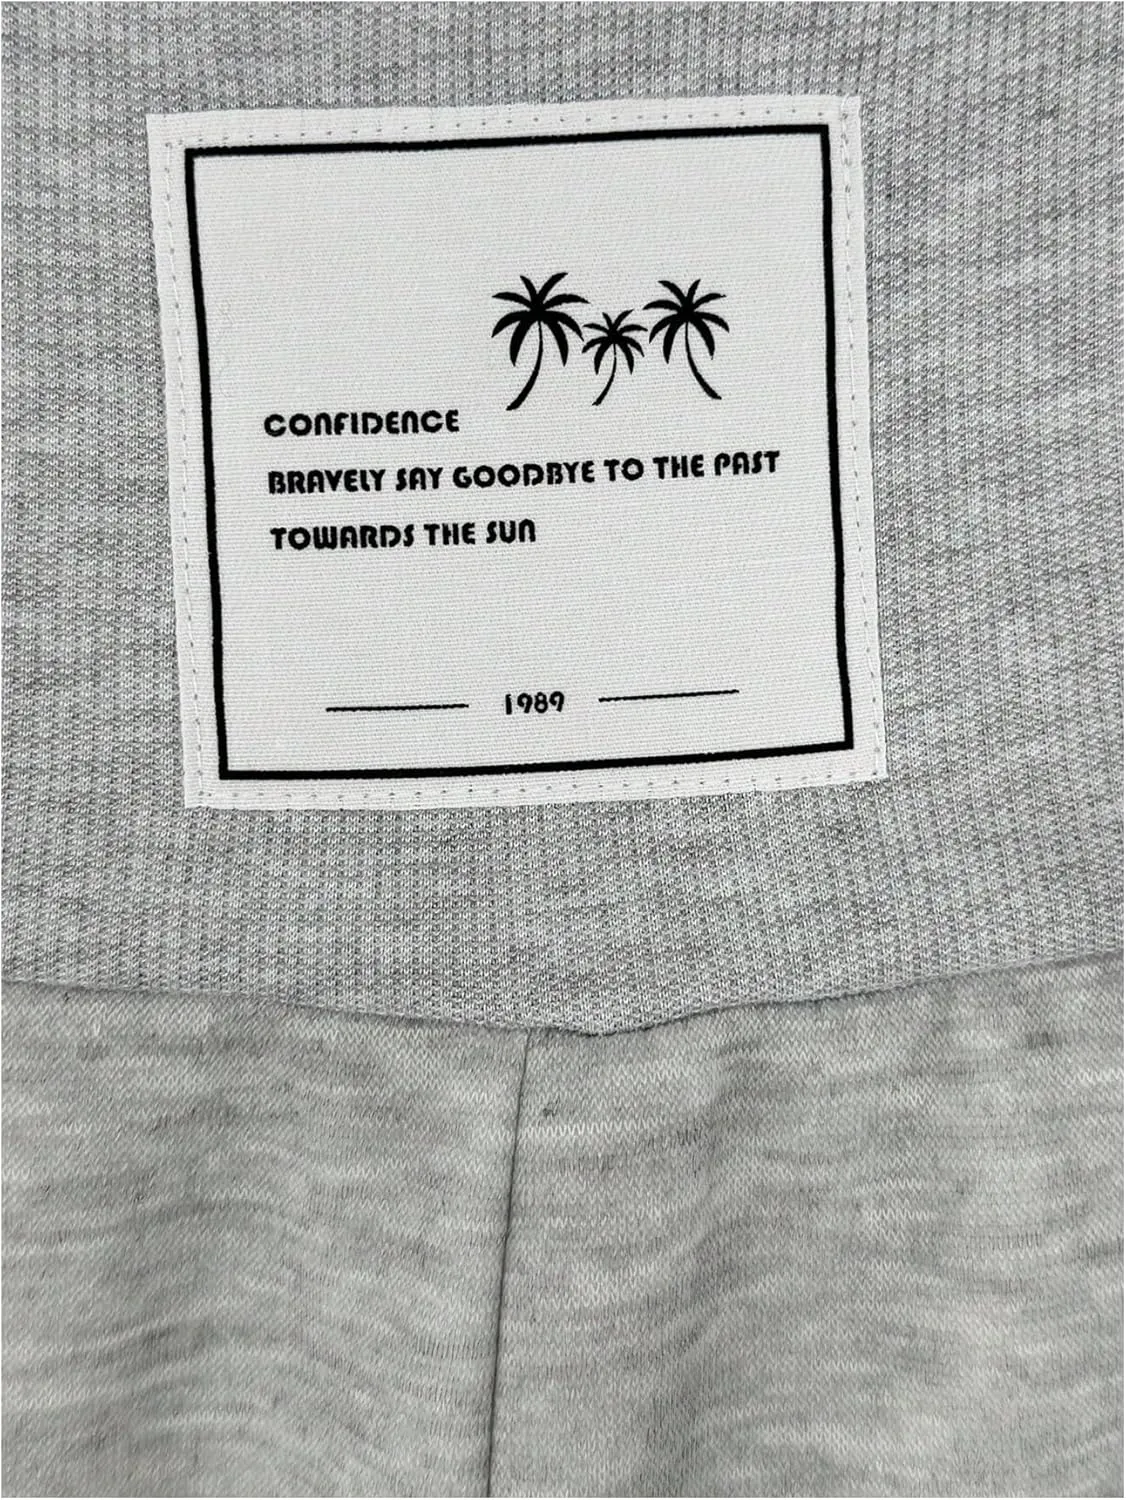 CONFIDENCE
BRAVELY SAY GOODBYE TO THE PAST
TOWARDS THE SUN
1989